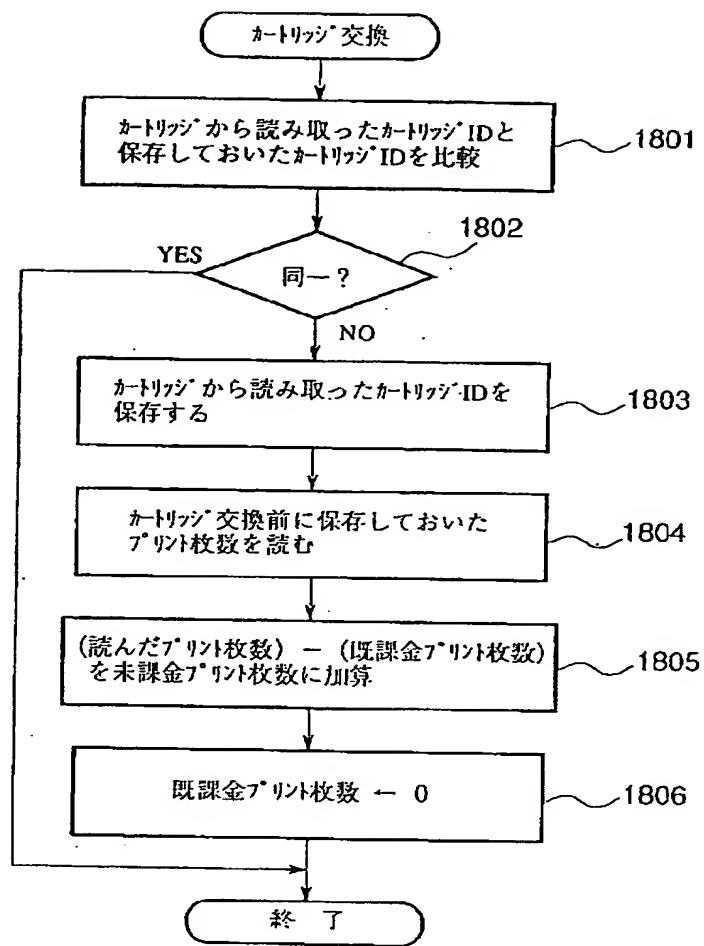 ｶｰﾄﾘｯｼﾞ交換
ｶｰﾄﾘｯｼﾞから読み取ったｶｰﾄﾘｯｼﾞIDと
保存しておいたｶｰﾄﾘｯｼﾞIDを比較
1801
1802
YES
同一？
NO
ｶｰﾄﾘｯｼﾞから読み取ったｶｰﾄﾘｯｼﾞIDを
保存する
1803
ｶｰﾄﾘｯｼﾞ交換前に保存しておいた
ﾌﾟﾘﾝﾄ枚数を読む
1804
(読んだﾌﾟﾘﾝﾄ枚数) － (既課金ﾌﾟﾘﾝﾄ枚数)
を未課金ﾌﾟﾘﾝﾄ枚数に加算
1805
既課金ﾌﾟﾘﾝﾄ枚数 ← 0
1806
終 了